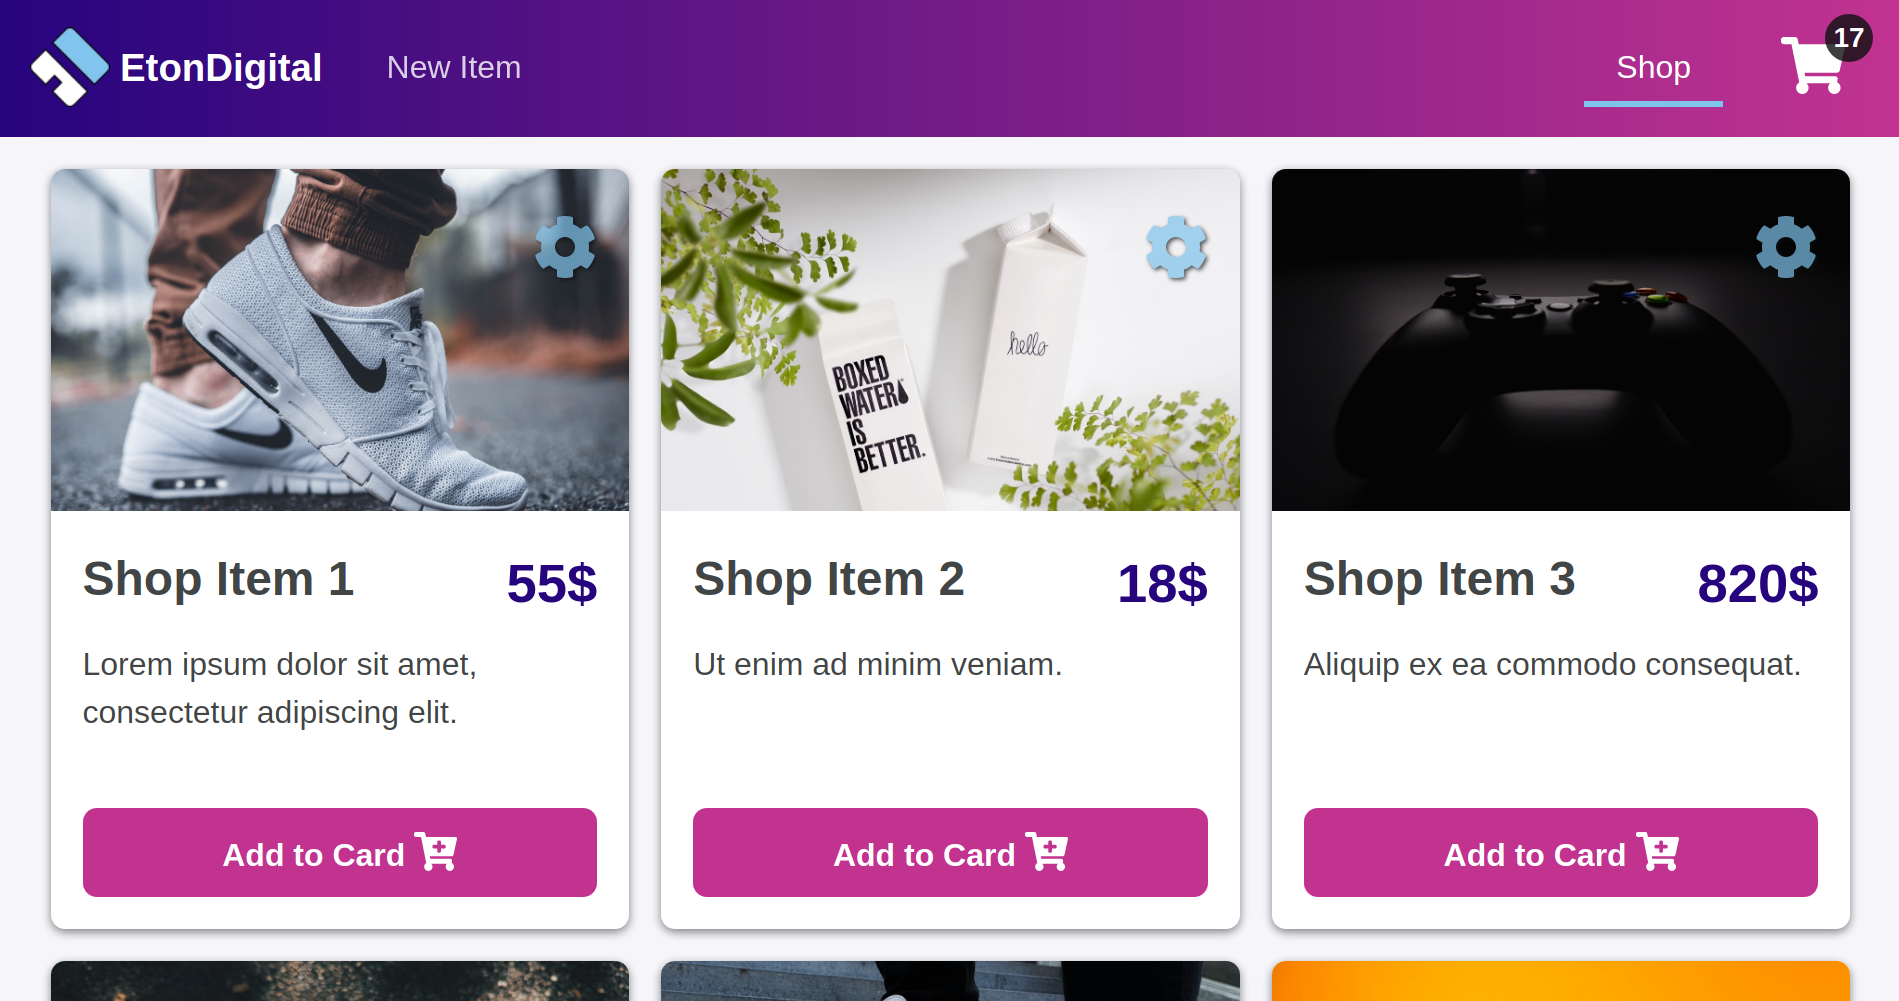 EtonDigital
New Item
Shop
17
BOXED
WATER
IS
BETTER.
hello
Shop Item 1
55$
Lorem ipsum dolor sit amet,
consectetur adipiscing elit.
Add to Card
Shop Item 2
18$
Ut enim ad minim veniam.
Add to Card
Shop Item 3
820$
Aliquip ex ea commodo consequat.
Add to Card